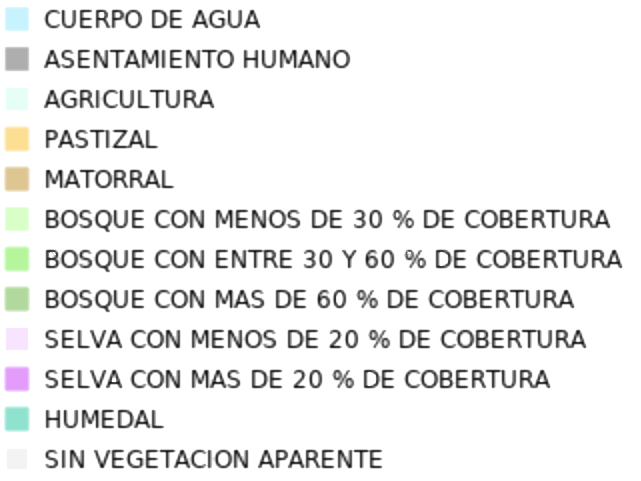 CUERPO DE AGUA
ASENTAMIENTO HUMANO
AGRICULTURA
PASTIZAL
MATORRAL
BOSQUE CON MENOS DE 30 % DE COBERTURA
BOSQUE CON ENTRE 30 Y 60 % DE COBERTURA
BOSQUE CON MAS DE 60 % DE COBERTURA
SELVA CON MENOS DE 20 % DE COBERTURA
SELVA CON MAS DE 20 % DE COBERTURA
HUMEDAL
SIN VEGETACION APARENTE